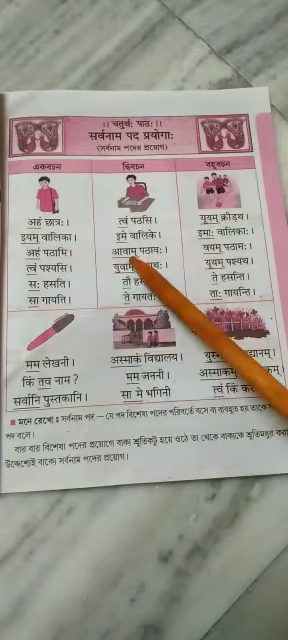 ।। चतुर्थ: पाठ: ।।
सर्वनाम पद प्रयोगा:
(সর্বনাম পদের প্রয়োগ)
একবচন
দ্বিবচন
বহুবচন
अहं छात्र:।
इयम् वालिका।
अहं पठामि।
त्वं पश्यसि।
स: हसति।
सा गायति।
त्वं पठसि।
इमे वालिके।
आवाम् पठाव:।
युवाम्
तौ
ते गायत:
यूयम् क्रीड़थ।
इमा: वालिका:।
वयम् पठाम:।
युयम् पश्यथ।
ते हसन्ति।
ता: गायन्ति।
मम लेखनी।
किं तव नाम ?
सर्वाणि पुस्तकानि।
अस्माकं विद्यालय।
मम जननी।
सा मे भगिनी
अस्माकम्
त्वं किं
■ মনে রেখো ঃ সর্বনাম পদ — যে পদ বিশেষ্য পদের পরিবর্তে বসে বা ব্যবহৃত হয় তাকে
পদ বলে।
বার বার বিশেষ্য পদের প্রয়োগে বাক্য শ্রুতিকটু হয়ে ওঠে তা থেকে বাক্যকে শ্রুতিমধুর করা
উদ্দেশ্যেই বাক্যে সর্বনাম পদের প্রয়োগ।